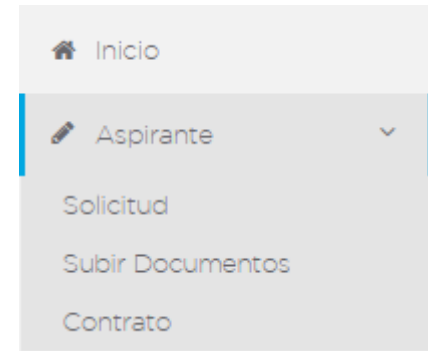 Inicio
Aspirante
Solicitud
Subir Documentos
Contrato